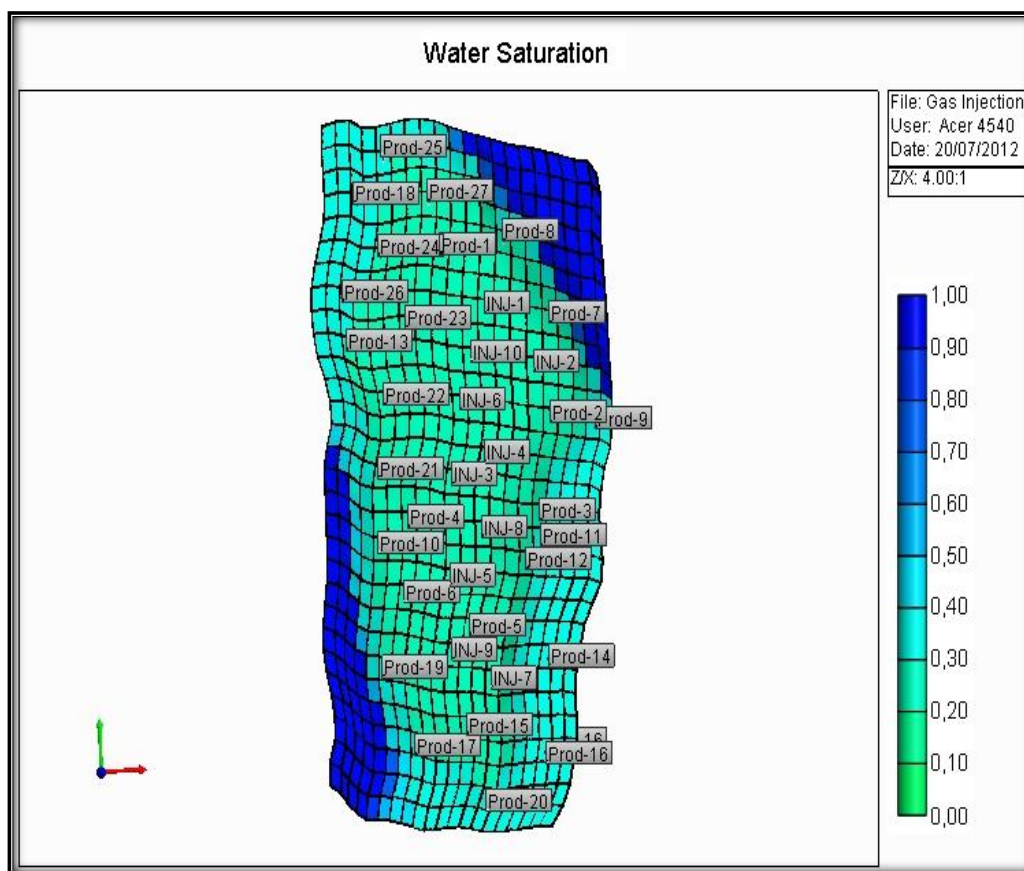 Water Saturation
File: Gas Injection
User: Acer 4540
Date: 20/07/2012
Z/X: 4.00:1
Prod-25
Prod-18
Prod-27
Prod-8
Prod-24
Prod-1
Prod-26
INJ-1
Prod-7
Prod-23
Prod-13
INJ-10
INJ-2
Prod-22
INJ-6
Prod-2
rod-9
INJ-4
Prod-21
INJ-3
Prod-3
Prod-4
INJ-8
Prod-11
Prod-10
Prod-12
INJ-5
Prod-6
Prod-5
INJ-9
Prod-14
Prod-19
INJ-7
Prod-15
16
Prod-17
Prod-16
Prod-20
1,00
0,90
0,80
0,70
0,60
0,50
0,40
0,30
0,20
0,10
0,00